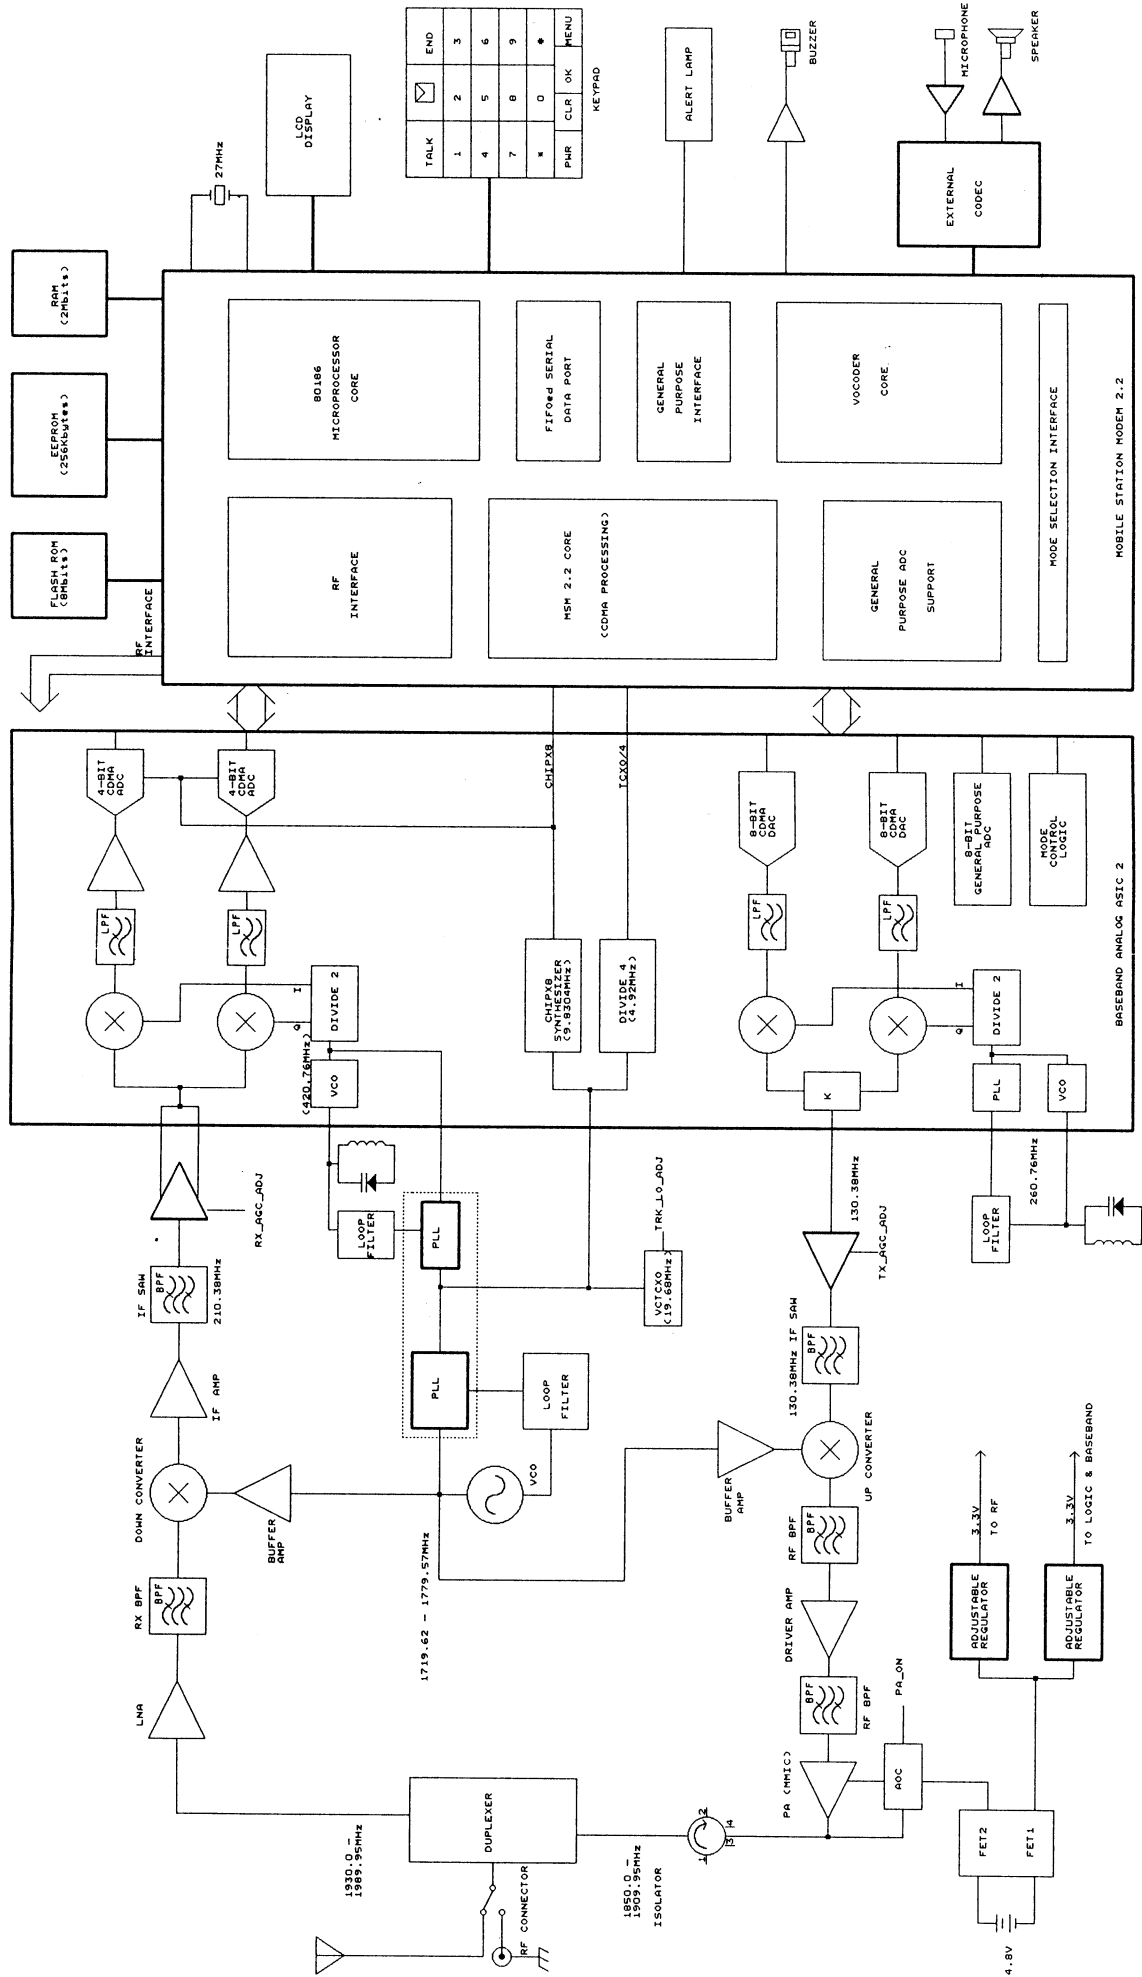 RF CONNECTOR
DUPLEXER
1930.0 –
1989.95MHz
1850.0 –
1909.95MHz
ISOLATOR
1
2
3
4
LNA
RX BPF
BPF
DOWN CONVERTER
BUFFER
AMP
IF AMP
IF SAW
BPF
210.38MHz
RX_AGC_ADJ
1719.62 – 1779.57MHz
VCO
PLL
LOOP
FILTER
PLL
LOOP
FILTER
VCTCXO
(19.68MHz)
TRK_LO_ADJ
PA (MMIC)
AOC
PA_ON
BPF
RF BPF
DRIVER AMP
RF BPF
BPF
BUFFER
AMP
UP CONVERTER
130.38MHz IF SAW
BPF
TX_AGC_ADJ
130.38MHz
4.8V
FET2
FET1
ADJUSTABLE
REGULATOR
3.3V
TO RF
ADJUSTABLE
REGULATOR
3.3V
TO LOGIC & BASEBAND
LOOP
FILTER
260.76MHz
VCO
(420.76MHz)
DIVIDE 2
I
Q
LPF
LPF
4-BIT
CDMA
ADC
4-BIT
CDMA
ADC
CHIPX8
SYNTHESIZER
(9.8304MHz)
DIVIDE 4
(4.92MHz)
CHIPX8
TCXO/4
K
PLL
VCO
DIVIDE 2
I
Q
LPF
LPF
8-BIT
CDMA
DAC
8-BIT
CDMA
DAC
8-BIT
GENERAL PURPOSE
ADC
MODE
CONTROL
LOGIC
BASEBAND ANALOG ASIC 2
RF
INTERFACE
FLASH ROM
(8Mbits)
EEPROM
(256Kbytes)
RAM
(2Mbits)
RF
INTERFACE
MSM 2.2 CORE
(CDMA PROCESSING)
GENERAL
PURPOSE ADC
SUPPORT
80186
MICROPROCESSOR
CORE
FIFOed SERIAL
DATA PORT
GENERAL
PURPOSE
INTERFACE
VOCODER
CORE
MODE SELECTION INTERFACE
MOBILE STATION MODEM 2.2
27MHz
LCD
DISPLAY
TALK END
1 2 3
4 5 6
7 8 9
* 0 #
PWR CLR OK MENU
KEYPAD
ALERT LAMP
BUZZER
EXTERNAL
CODEC
MICROPHONE
SPEAKER